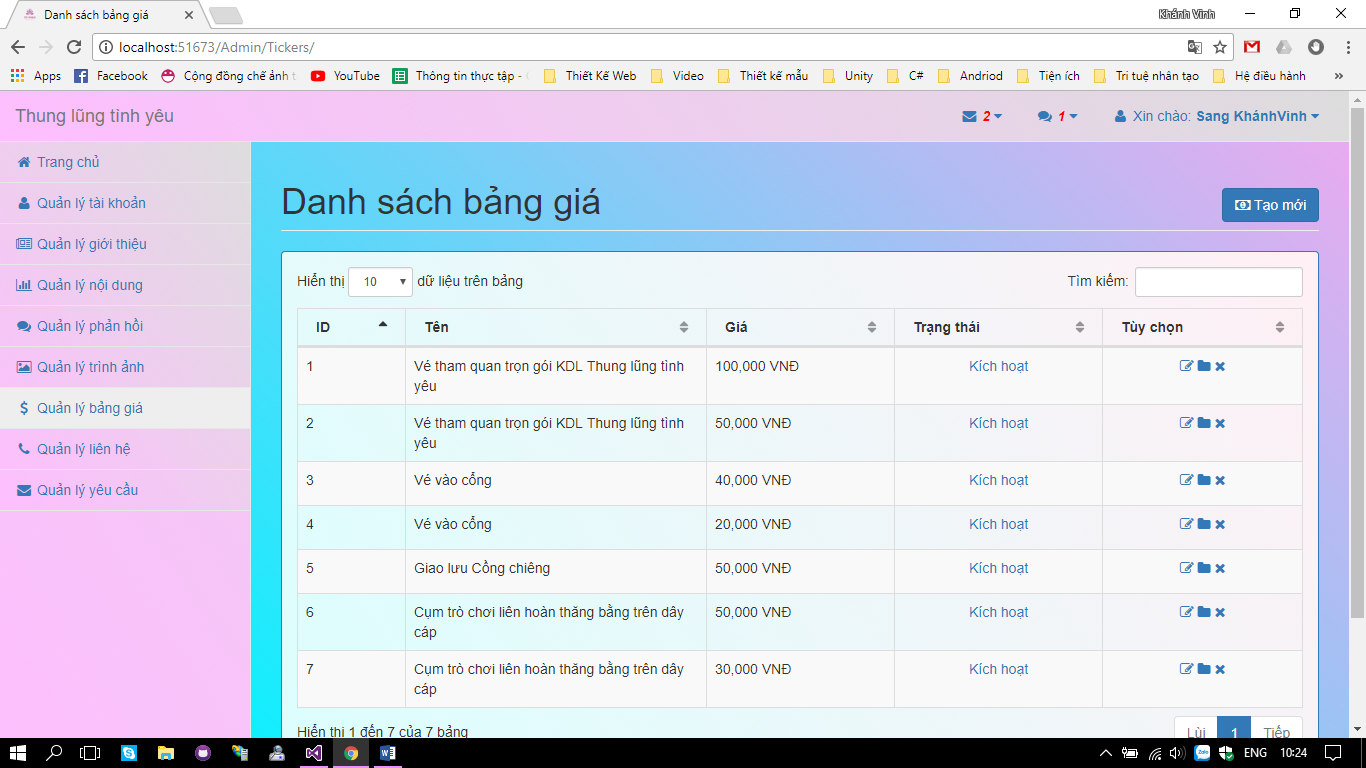 Danh sách bảng giá
Khánh Vinh
localhost:51673/Admin/Tickers/
Apps Facebook Cộng đồng chế ảnh t YouTube Thông tin thực tập - Thiết Kế Web Video Thiết kế mẫu Unity C# Andriod Tiện ích Trí tuệ nhân tạo Hệ điều hành »
Thung lũng tình yêu 2 1 Xin chào: Sang KhánhVinh
Trang chủ
Quản lý tài khoản
Quản lý giới thiệu
Quản lý nội dung
Quản lý phản hồi
Quản lý trình ảnh
Quản lý bảng giá
Quản lý liên hệ
Quản lý yêu cầu
Danh sách bảng giá
Tạo mới
Hiển thị 10 dữ liệu trên bảng Tìm kiếm:
ID Tên Giá Trạng thái Tùy chọn
1 Vé tham quan trọn gói KDL Thung lũng tình 100,000 VNĐ Kích hoạt
yêu
2 Vé tham quan trọn gói KDL Thung lũng tình 50,000 VNĐ Kích hoạt
yêu
3 Vé vào cổng 40,000 VNĐ Kích hoạt
4 Vé vào cổng 20,000 VNĐ Kích hoạt
5 Giao lưu Cồng chiêng 50,000 VNĐ Kích hoạt
6 Cụm trò chơi liên hoàn thăng bằng trên dây 50,000 VNĐ Kích hoạt
cáp
7 Cụm trò chơi liên hoàn thăng bằng trên dây 30,000 VNĐ Kích hoạt
cáp
Hiển thị 1 đến 7 của 7 bảng Lùi 1 Tiếp
Zalo ENG 10:24